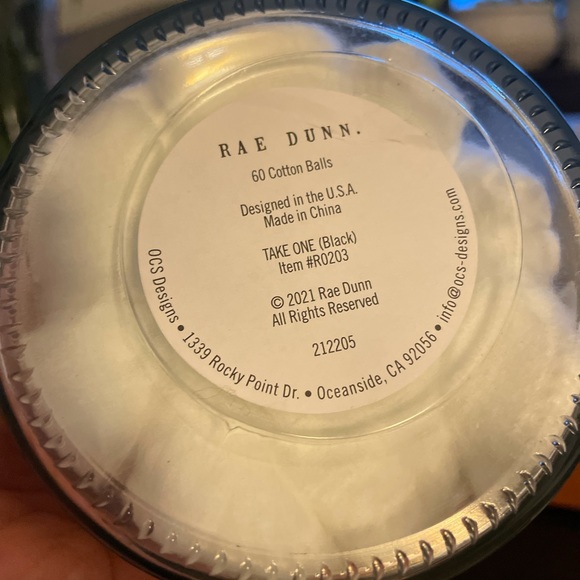 RAE DUNN.
60 Cotton Balls
Designed in the U.S.A.
Made in China
TAKE ONE (Black)
Item #R0203
© 2021 Rae Dunn
All Rights Reserved
212205
OCS Designs • 1339 Rocky Point Dr. • Oceanside, CA 92056 • info@ocs-designs.com